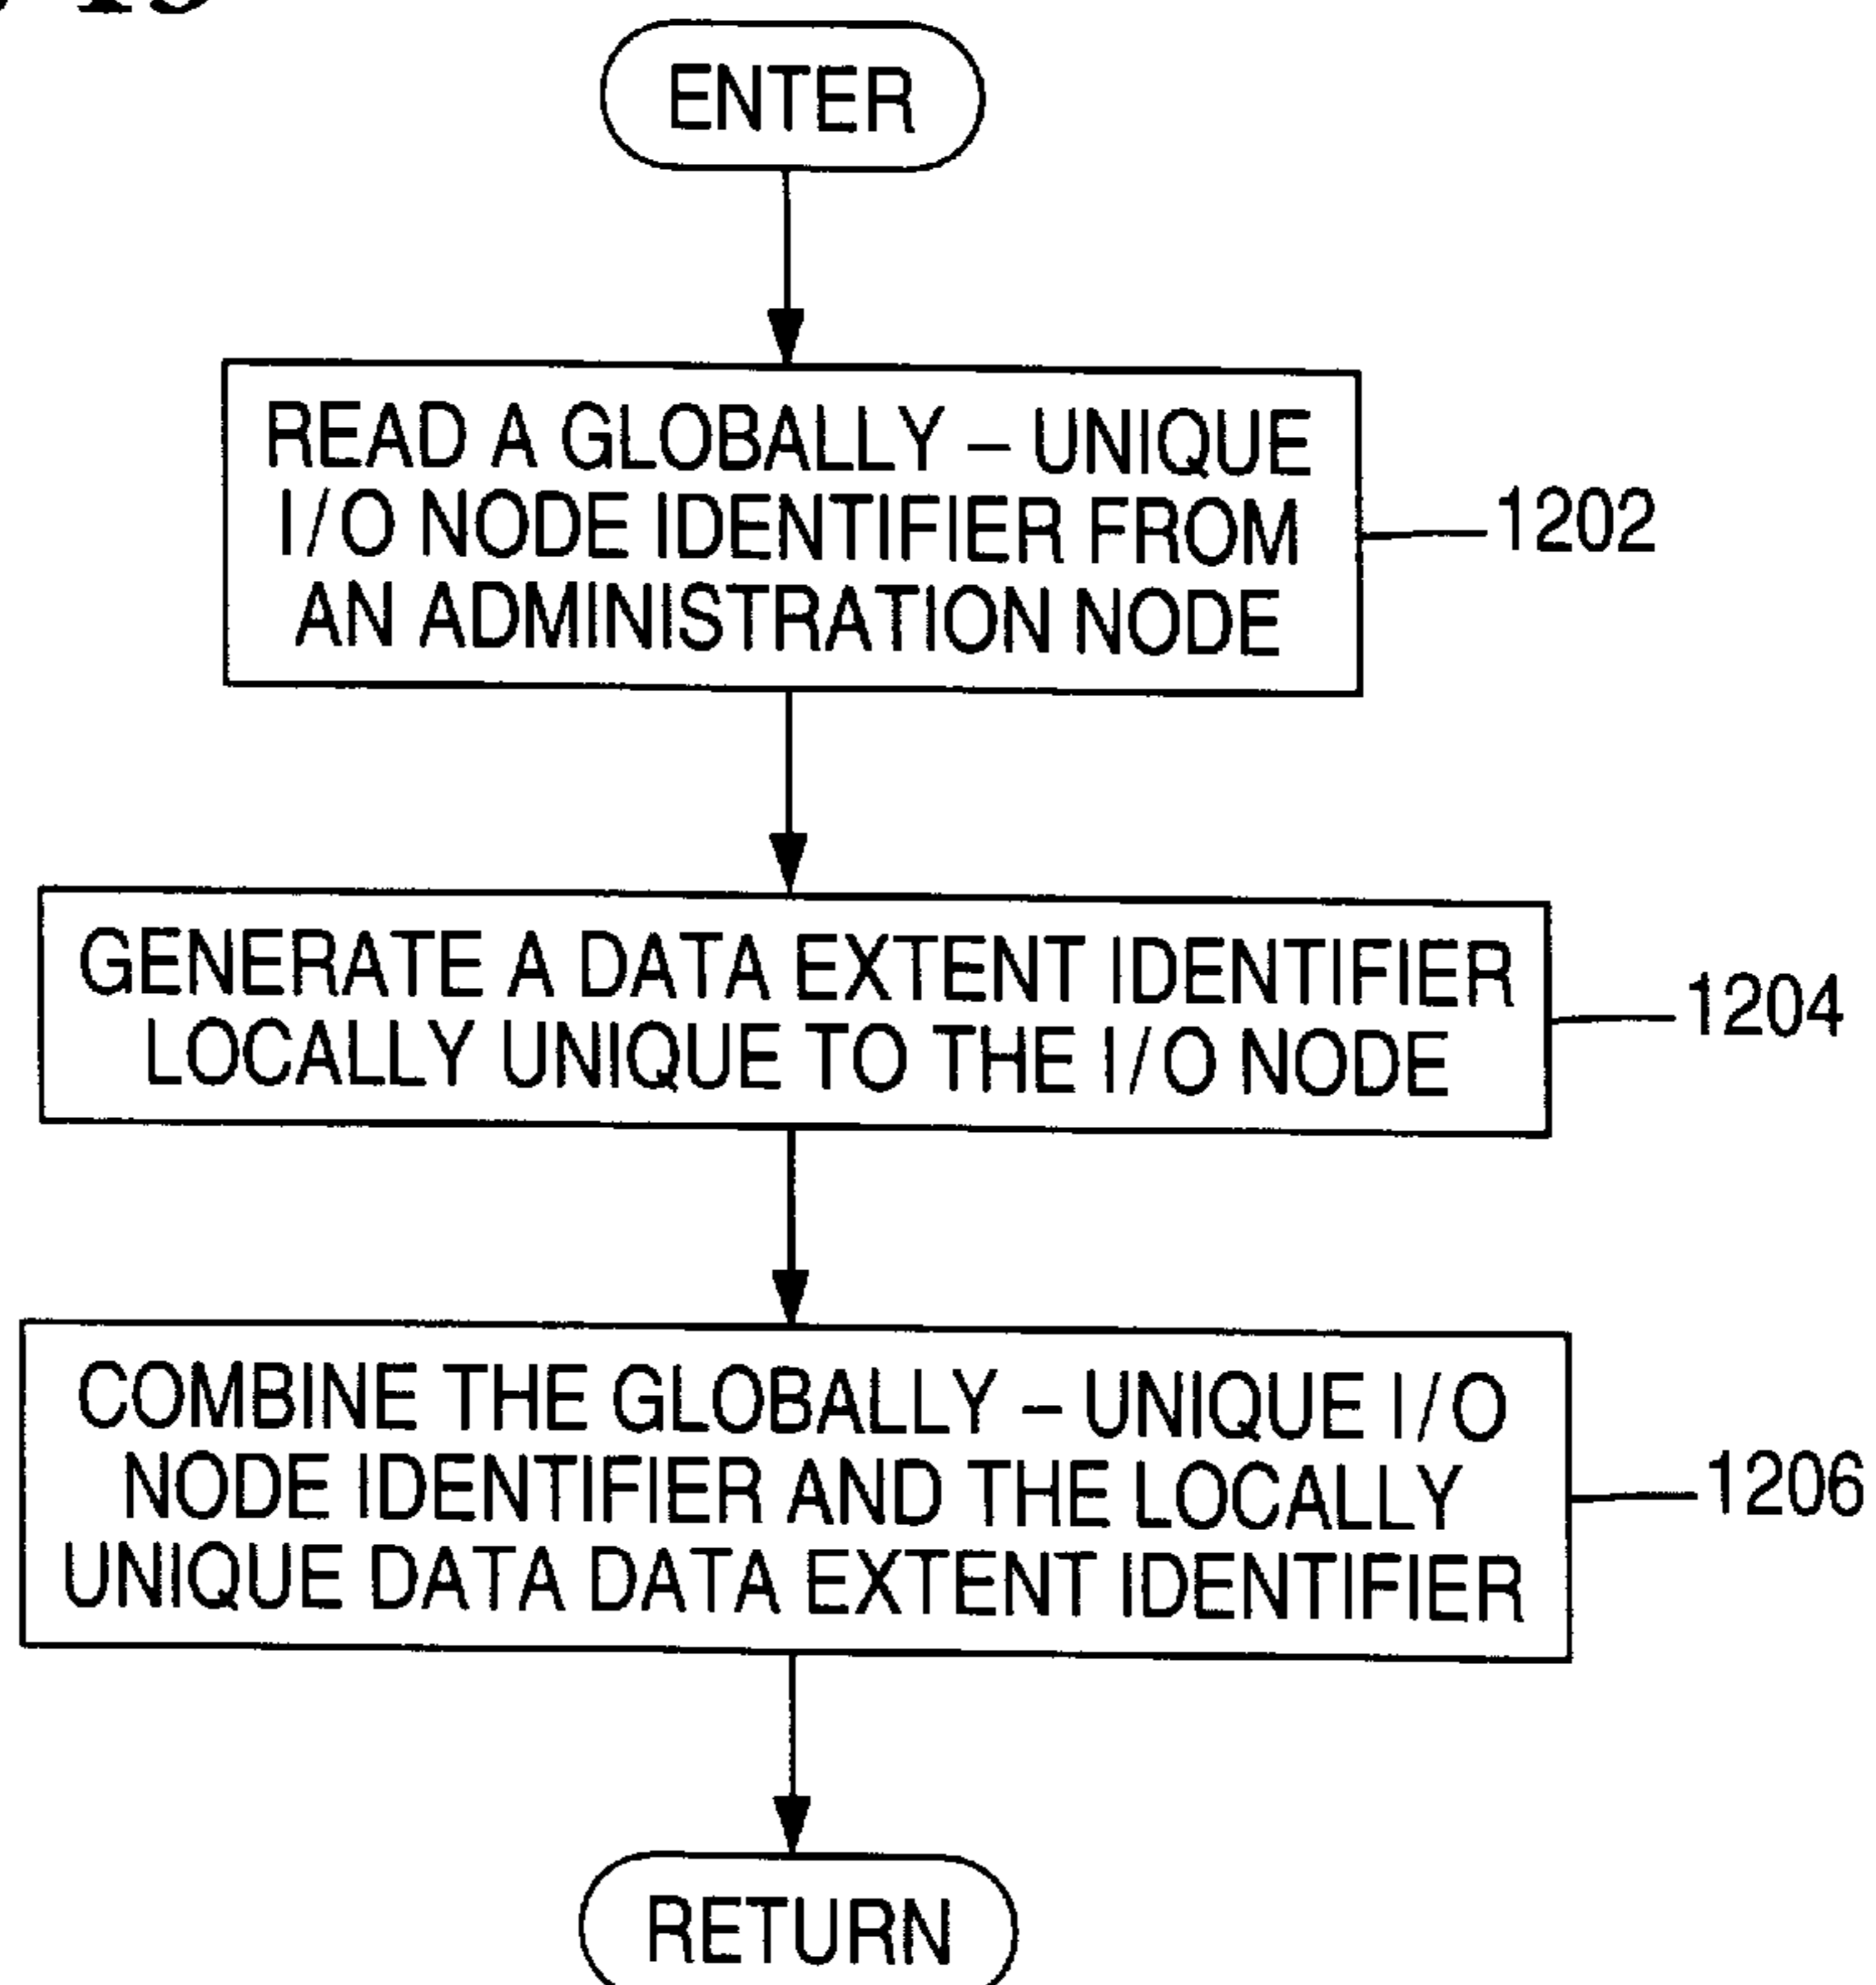 ENTER
READ A GLOBALLY – UNIQUE
I/O NODE IDENTIFIER FROM
AN ADMINISTRATION NODE
1202
GENERATE A DATA EXTENT IDENTIFIER
LOCALLY UNIQUE TO THE I/O NODE
1204
COMBINE THE GLOBALLY – UNIQUE I/O
NODE IDENTIFIER AND THE LOCALLY
UNIQUE DATA DATA EXTENT IDENTIFIER
1206
RETURN